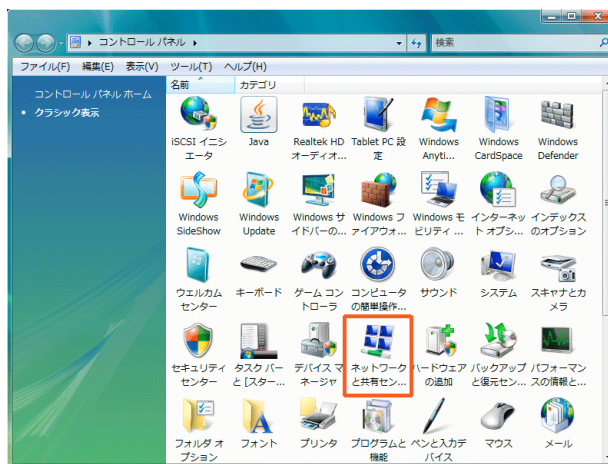 コントロール パネル
検索
ファイル(F) 編集(E) 表示(V) ツール(T) ヘルプ(H)
コントロール パネル ホーム
クラシック表示
名前 カテゴリ
iSCSI イニシ
エータ
Java
Realtek HD
オーディオ...
Tablet PC 設
定
Windows
Anyti...
Windows
CardSpace
Windows
Defender
Windows
SideShow
Windows
Update
Windows サ
イドバーの...
Windows フ
ァイアウォ...
Windows モ
ビリティ ...
インターネッ
ト オプシ...
インデックス
のオプション
ウェルカム
センター
キーボード
ゲーム コン
トローラ
コンピュータ
の簡単操作...
サウンド
システム
スキャナとカ
メラ
セキュリティ
センター
タスク バー
と [スター...
デバイス マ
ネージャ
ネットワーク
と共有セン...
ハードウェア
の追加
バックアップ
と復元セン...
パフォーマン
スの情報と...
フォルダ オ
プション
フォント
プリンタ
プログラムと
機能
ペンと入力デ
バイス
マウス
メール